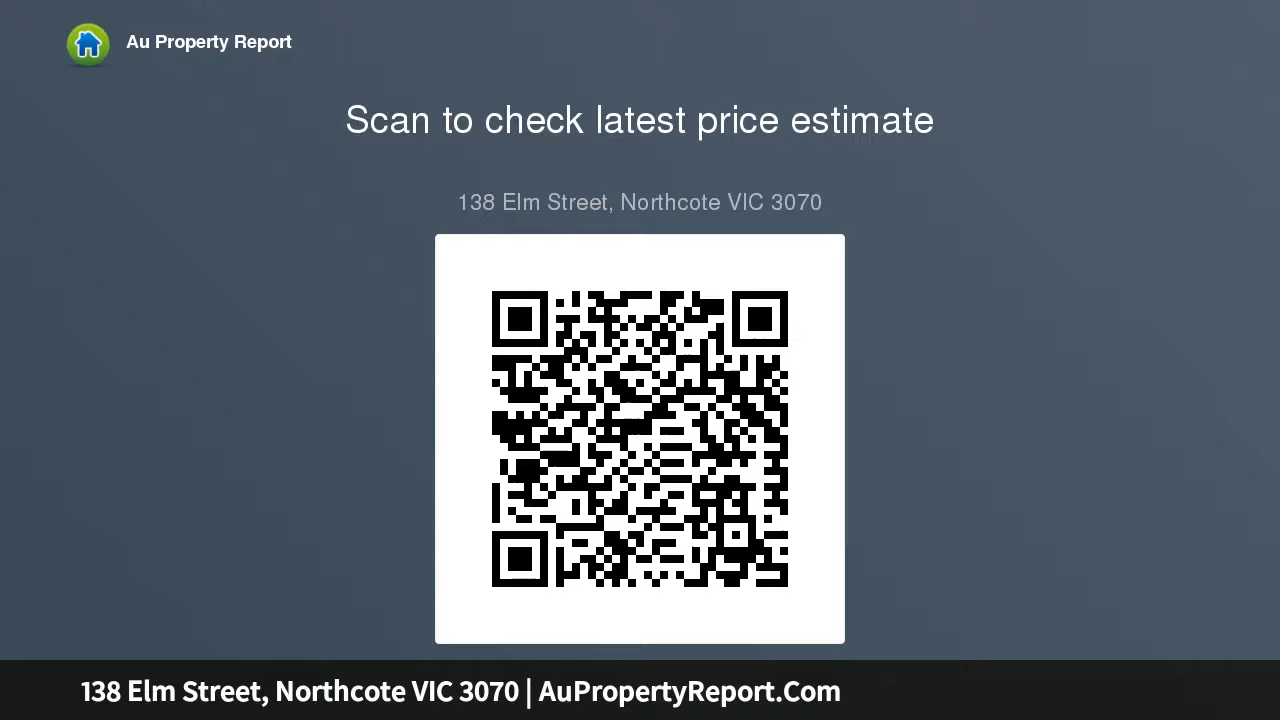 Au Property Report
Scan to check latest price estimate
138 Elm Street, Northcote VIC 3070
138 Elm Street, Northcote VIC 3070 | AuPropertyReport.Com